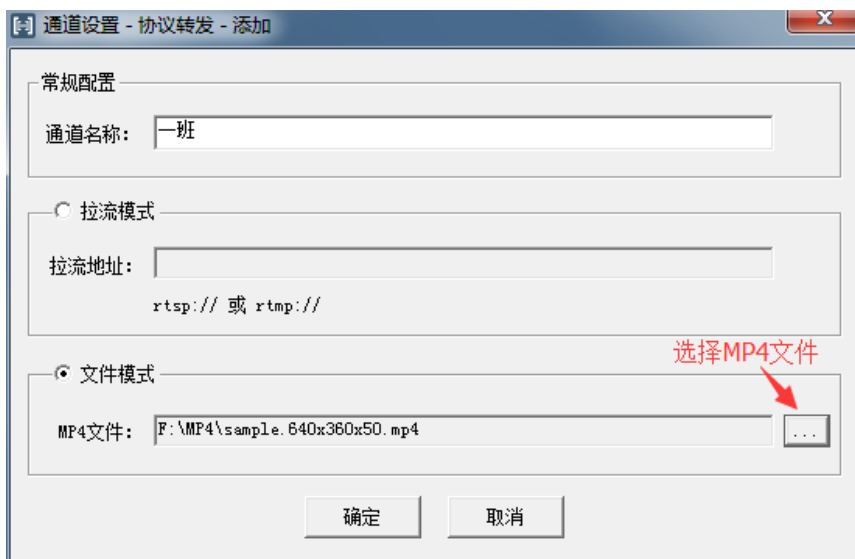 通道设置 - 协议转发 - 添加
常规配置
通道名称: 一班
拉流模式
拉流地址:
rtsp:// 或 rtmp://
选择MP4文件
文件模式
MP4文件: F:\MP4\sample.640x360x50.mp4 ...
确定 取消